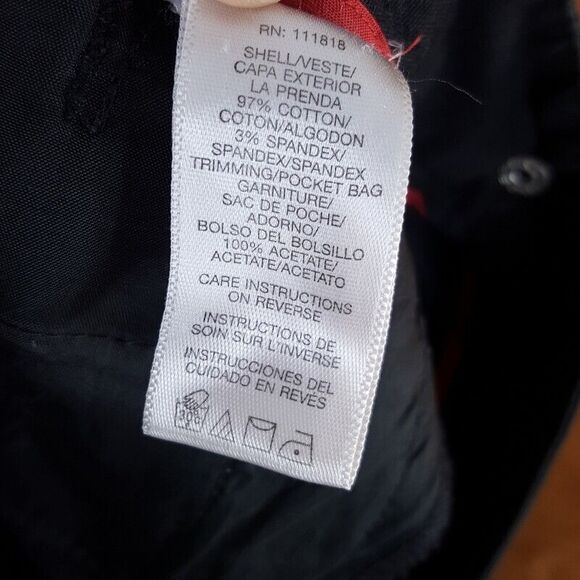 RN: 111818
SHELL/VESTE/
CAPA EXTERIOR
LA PRENDA
97% COTTON/
COTON/ALGODON
3% SPANDEX/
SPANDEX/SPANDEX
TRIMMING/POCKET BAG
GARNITURE/
SAC DE POCHE/
ADORNO/
BOLSO DEL BOLSILLO
100% ACETATE/
ACETATE/ACETATO
CARE INSTRUCTIONS
ON REVERSE
INSTRUCTIONS DE
SOIN SUR L'INVERSE
INSTRUCCIONES DEL
CUIDADO EN REVÉS